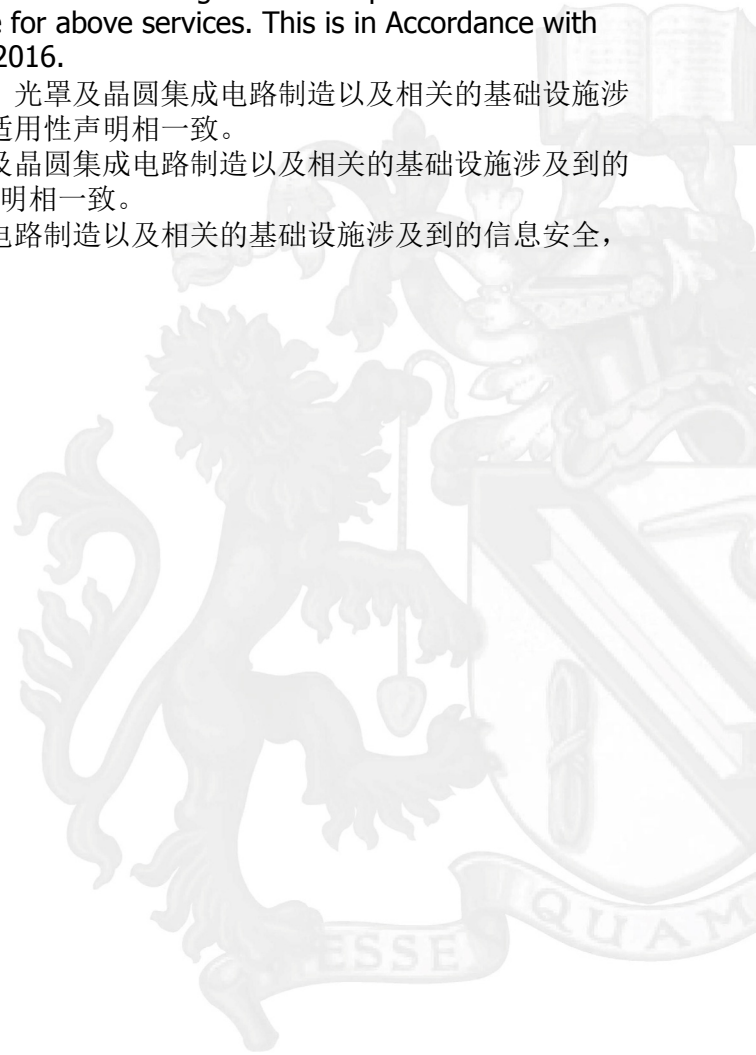 e for above services. This is in Accordance with
2016.
光罩及晶圆集成电路制造以及相关的基础设施涉
适用性声明相一致。
及晶圆集成电路制造以及相关的基础设施涉及到的
明相一致。
电路制造以及相关的基础设施涉及到的信息安全，
ESSE
QUAM